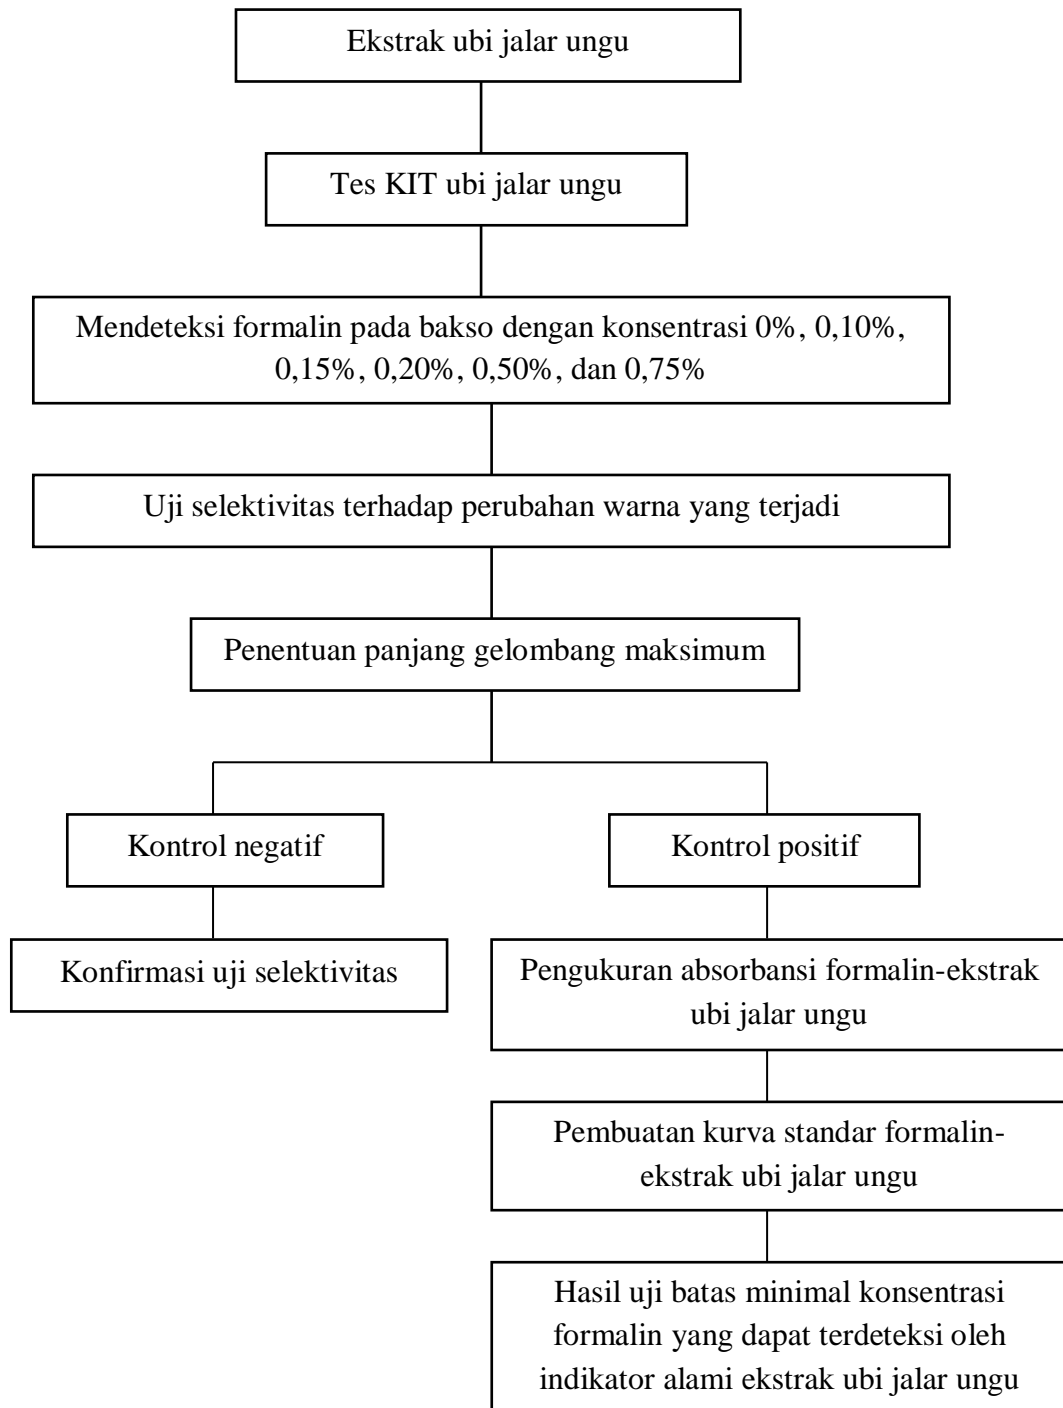 Ekstrak ubi jalar ungu
Tes KIT ubi jalar ungu
Mendeteksi formalin pada bakso dengan konsentrasi 0%, 0,10%,
0,15%, 0,20%, 0,50%, dan 0,75%
Uji selektivitas terhadap perubahan warna yang terjadi
Penentuan panjang gelombang maksimum
Kontrol negatif
Konfirmasi uji selektivitas
Kontrol positif
Pengukuran absorbansi formalin-ekstrak
ubi jalar ungu
Pembuatan kurva standar formalin-
ekstrak ubi jalar ungu
Hasil uji batas minimal konsentrasi
formalin yang dapat terdeteksi oleh
indikator alami ekstrak ubi jalar ungu